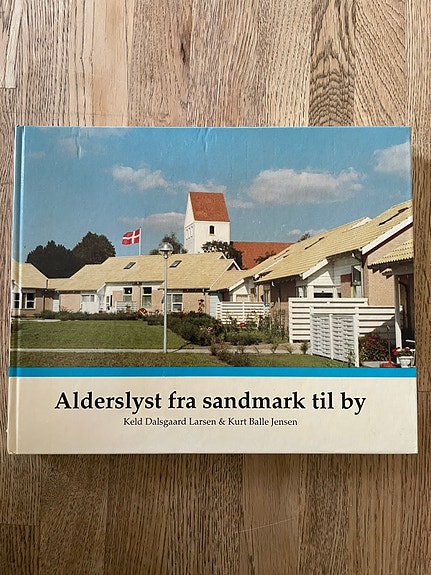 Alderslyst fra sandmark til by
Keld Dalsgaard Larsen & Kurt Balle Jensen